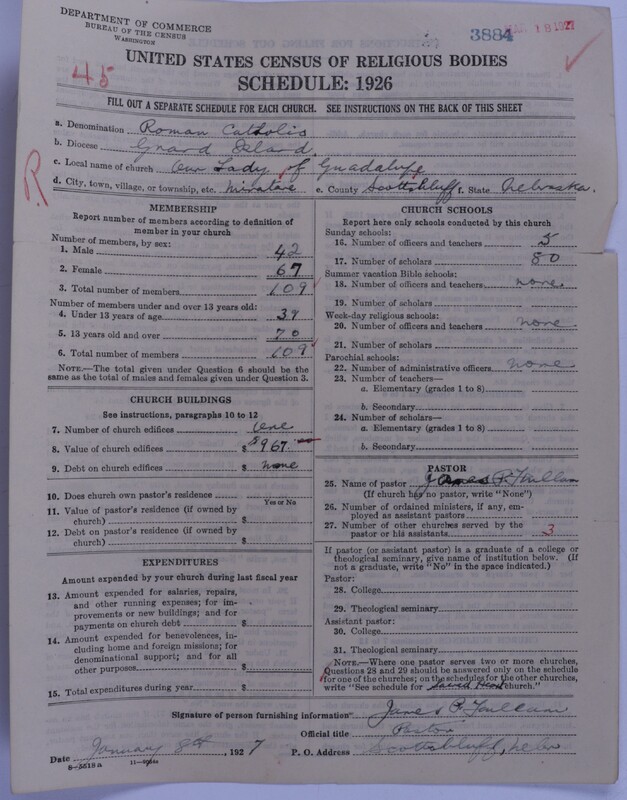 DEPARTMENT OF COMMERCE
BUREAU OF THE CENSUS
WASHINGTON
3884
18 1927
45
UNITED STATES CENSUS OF RELIGIOUS BODIES
SCHEDULE: 1926
FILL OUT A SEPARATE SCHEDULE FOR EACH CHURCH. SEE INSTRUCTIONS ON THE BACK OF THIS SHEET
R
a. Denomination Roman Catholic
b. Diocese Grand Island
c. Local name of church Our Lady of Guadalupe
d. City, town, village, or township, etc. Minatare e. County Scottsbluff f. State Nebraska.
MEMBERSHIP
Report number of members according to definition of member in your church
Number of members, by sex:
1. Male 42
2. Female 67
3. Total number of members 109
Number of members under and over 13 years old:
4. Under 13 years of age 39
5. 13 years old and over 70
6. Total number of members 109
NOTE.—The total given under Question 6 should be the same as the total of males and females given under Question 3.
CHURCH BUILDINGS
See instructions, paragraphs 10 to 12
7. Number of church edifices One
8. Value of church edifices $ 967.
9. Debt on church edifices $ none
10. Does church own pastor's residence
Yes or No
11. Value of pastor's residence (if owned by church) $
12. Debt on pastor's residence (if owned by church) $
EXPENDITURES
Amount expended by your church during last fiscal year
13. Amount expended for salaries, repairs, and other running expenses; for improvements or new buildings; and for payments on church debt $
14. Amount expended for benevolences, including home and foreign missions; for denominational support; and for all other purposes $
15. Total expenditures during year $
CHURCH SCHOOLS
Report here only schools conducted by this church
Sunday schools:
16. Number of officers and teachers 5
17. Number of scholars 80
Summer vacation Bible schools:
18. Number of officers and teachers none
19. Number of scholars
Week-day religious schools:
20. Number of officers and teachers none
21. Number of scholars
Parochial schools:
22. Number of administrative officers none
23. Number of teachers—
a. Elementary (grades 1 to 8)
b. Secondary
24. Number of scholars—
a. Elementary (grades 1 to 8)
b. Secondary
PASTOR
25. Name of pastor James P.
(If church has no pastor, write "None")
26. Number of ordained ministers, if any, employed as assistant pastors
27. Number of other churches served by the pastor or his assistants 3
If pastor (or assistant pastor) is a graduate of a college or theological seminary, give name of institution below. (If not a graduate, write "No" in the space indicated.)
Pastor:
28. College
29. Theological seminary
Assistant pastor:
30. College
31. Theological seminary
NOTE.—Where one pastor serves two or more churches, Questions 28 and 29 should be answered only on the schedule for one of the churches; on the schedules for the other churches, write "See schedule for Sacred Heart church."
Signature of person furnishing information James P.
Official title Pastor
Date January 8th, 1927 P. O. Address Scottsbluff, Nebr
8—5518a